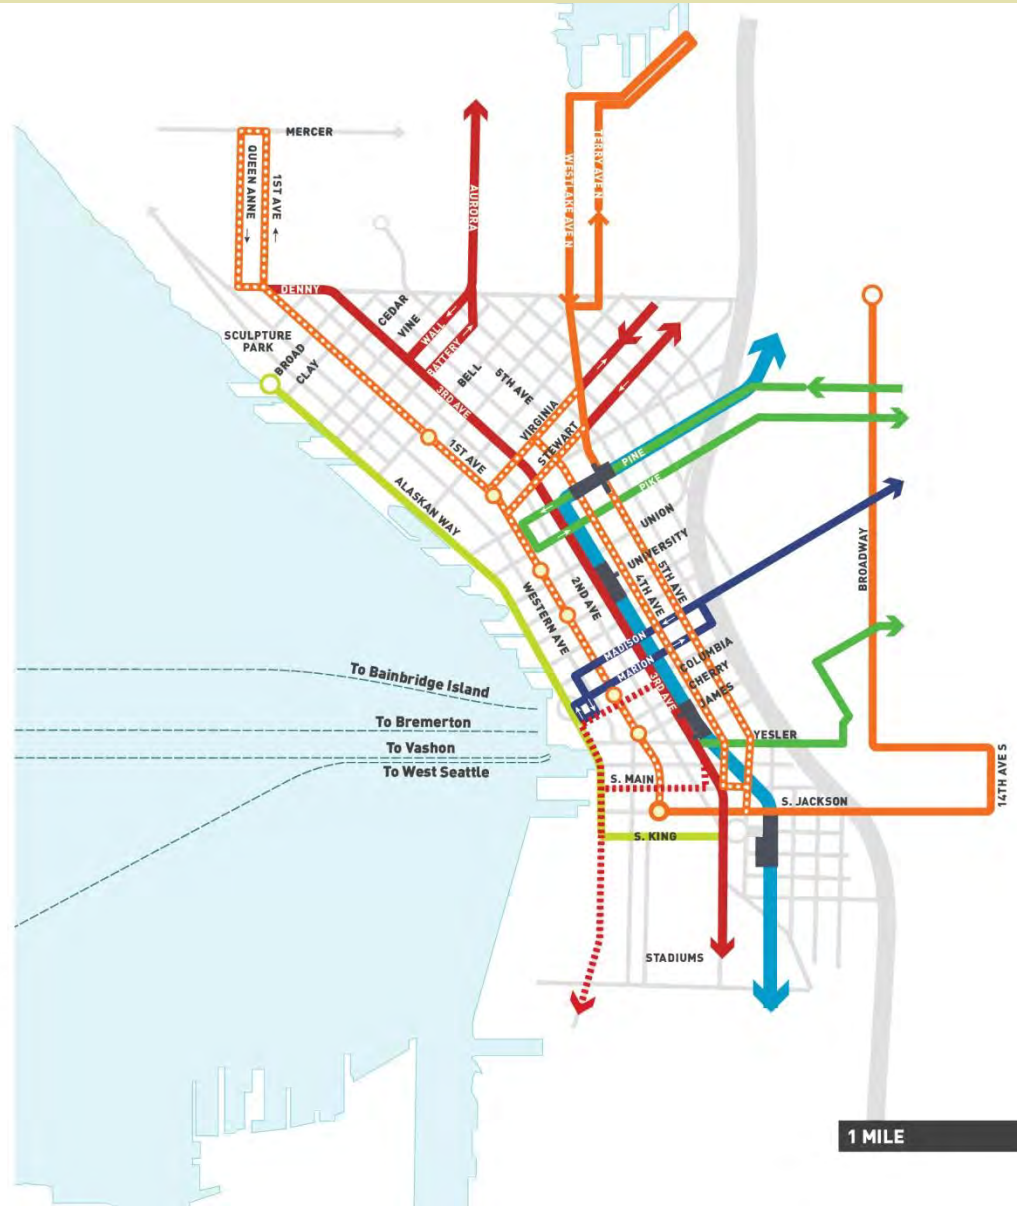 MERCER
QUEEN ANNE
1ST AVE
AURORA
WESTLAKE AVE N
TERRY AVE N
DENNY
CEDAR
VINE
WALL
BATTERY
BELL
5TH AVE
SCULPTURE
PARK
BROAD
CLAY
3RD AVE
VIRGINIA
STEWART
1ST AVE
PINE
PIKE
ALASKAN WAY
UNION
UNIVERSITY
BROADWAY
2ND AVE
4TH AVE
5TH AVE
WESTERN AVE
MADISON
MARION
COLUMBIA
CHERRY
JAMES
3RD AVE
To Bainbridge Island
To Bremerton
YESLER
To Vashon
To West Seattle
S. MAIN
S. JACKSON
14TH AVE S
S. KING
STADIUMS
1 MILE